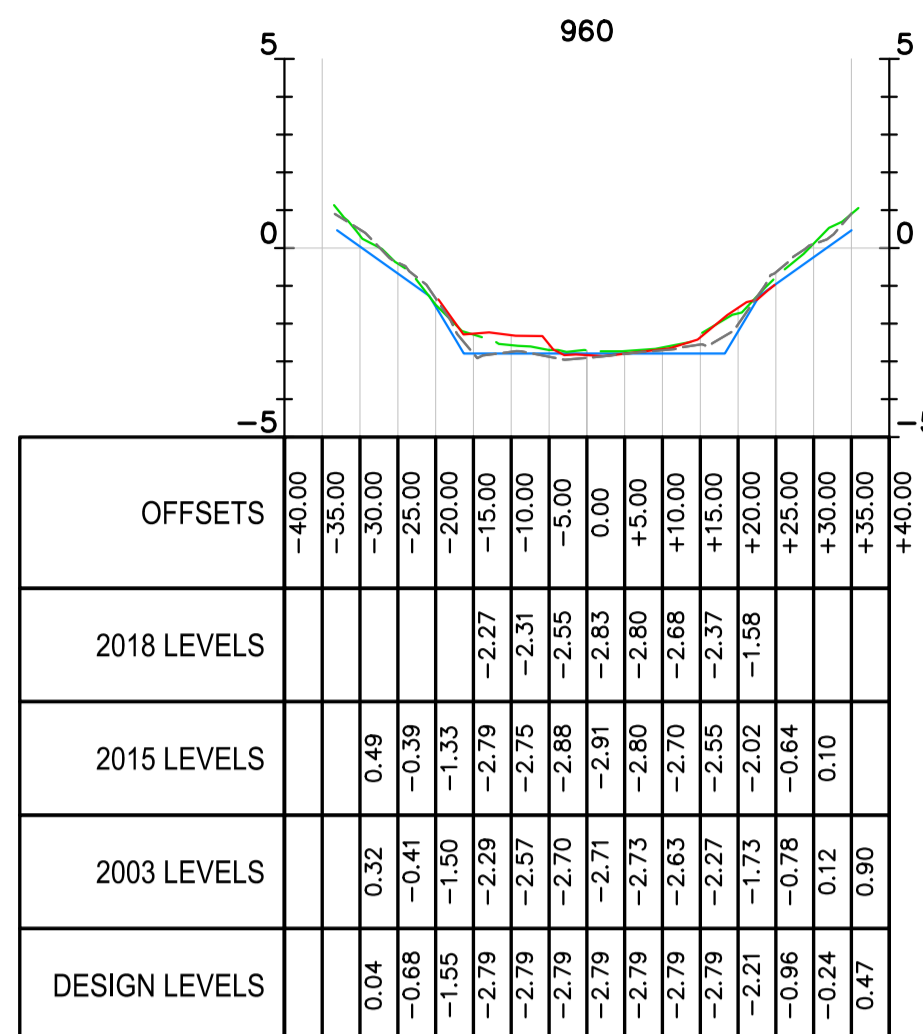 960
5 5
0 0
−5 −5
OFFSETS −40.00 −35.00 −30.00 −25.00 −20.00 −15.00 −10.00 −5.00 0.00 +5.00 +10.00 +15.00 +20.00 +25.00 +30.00 +35.00 +40.00
2018 LEVELS −2.27 −2.31 −2.55 −2.83 −2.80 −2.68 −2.37 −1.58
2015 LEVELS 0.49 −0.39 −1.33 −2.79 −2.75 −2.88 −2.91 −2.80 −2.70 −2.55 −2.02 −0.64 0.10
2003 LEVELS 0.32 −0.41 −1.50 −2.29 −2.57 −2.70 −2.71 −2.73 −2.63 −2.27 −1.73 −0.78 0.12 0.90
DESIGN LEVELS 0.04 −0.68 −1.55 −2.79 −2.79 −2.79 −2.79 −2.79 −2.79 −2.79 −2.21 −0.96 −0.24 0.47